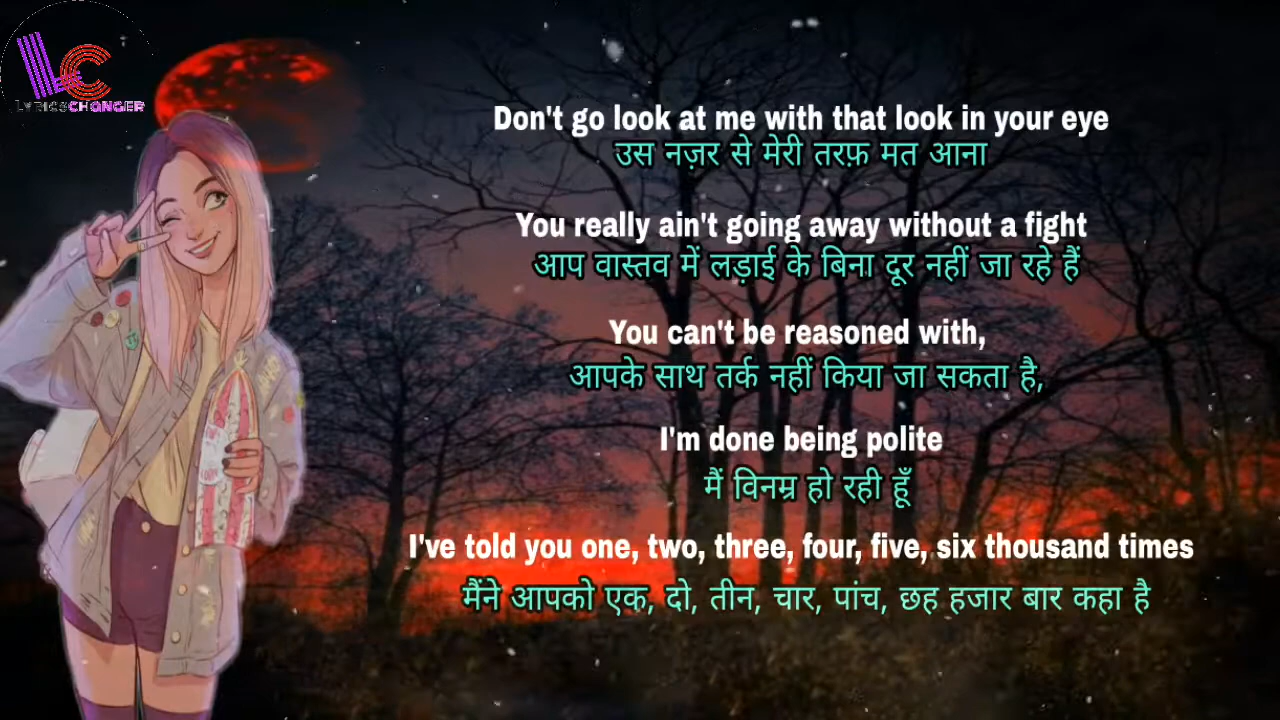 LYRICSCHANGER
Don't go look at me with that look in your eye
उस नज़र से मेरी तरफ़ मत आना
You really ain't going away without a fight
आप वास्तव में लड़ाई के बिना दूर नहीं जा रहे हैं
You can't be reasoned with,
आपके साथ तर्क नहीं किया जा सकता है,
I'm done being polite
मैं विनम्र हो रही हूँ
I've told you one, two, three, four, five, six thousand times
मैंने आपको एक, दो, तीन, चार, पांच, छह हजार बार कहा है